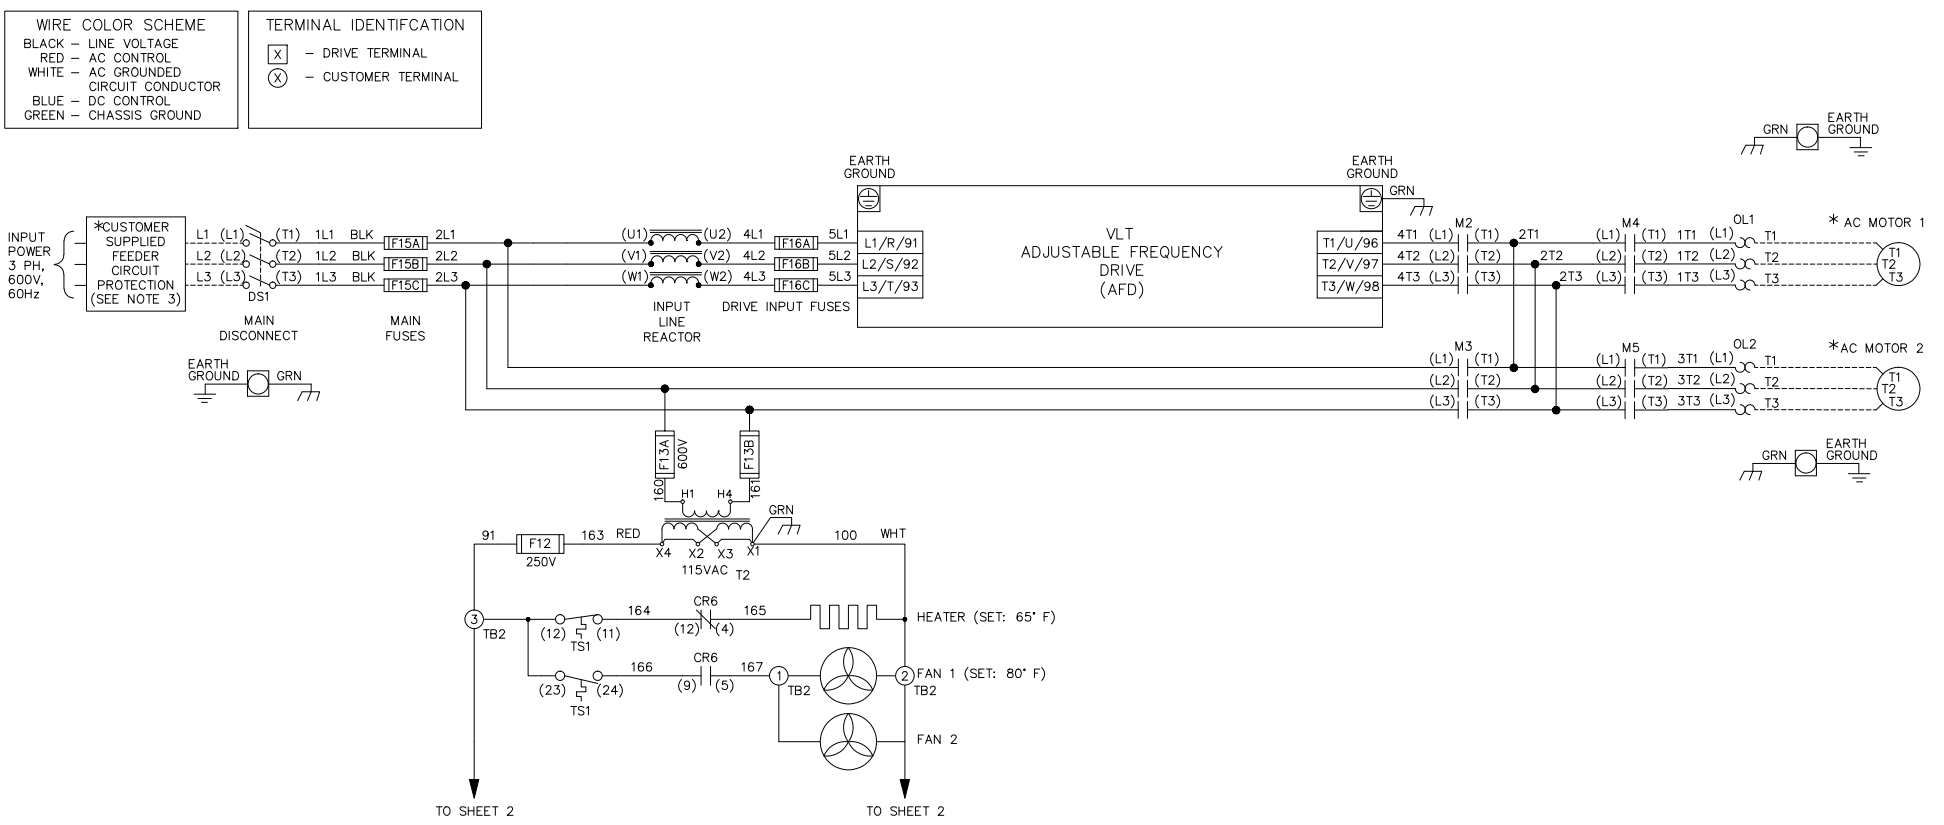 WIRE COLOR SCHEME
BLACK – LINE VOLTAGE
RED – AC CONTROL
WHITE – AC GROUNDED
CIRCUIT CONDUCTOR
BLUE – DC CONTROL
GREEN – CHASSIS GROUND
TERMINAL IDENTIFCATION
X – DRIVE TERMINAL
X – CUSTOMER TERMINAL
GRN
EARTH
GROUND
EARTH
GROUND
EARTH
GROUND
GRN
INPUT
POWER
3 PH,
600V,
60Hz
*CUSTOMER
SUPPLIED
FEEDER
CIRCUIT
PROTECTION
(SEE NOTE 3)
L1 (L1) (T1) 1L1 BLK F15A 2L1
L2 (L2) (T2) 1L2 BLK F15B 2L2
L3 (L3) (T3) 1L3 BLK F15C 2L3
DS1
MAIN
DISCONNECT
MAIN
FUSES
(U1) (U2) 4L1 F16A 5L1 L1/R/91
(V1) (V2) 4L2 F16B 5L2 L2/S/92
(W1) (W2) 4L3 F16C 5L3 L3/T/93
INPUT
LINE
REACTOR
DRIVE INPUT FUSES
VLT
ADJUSTABLE FREQUENCY
DRIVE
(AFD)
M2 M4 OL1 * AC MOTOR 1
T1/U/96 4T1 (L1) (T1) 2T1 (L1) (T1) 1T1 (L1) T1
T2/V/97 4T2 (L2) (T2) 2T2 (L2) (T2) 1T2 (L2) T2
T3/W/98 4T3 (L3) (T3) 2T3 (L3) (T3) 1T3 (L3) T3
T1
T2
T3
EARTH
GROUND
GRN
M3 M5 OL2 *AC MOTOR 2
(L1) (T1) (L1) (T1) 3T1 (L1) T1
(L2) (T2) (L2) (T2) 3T2 (L2) T2
(L3) (T3) (L3) (T3) 3T3 (L3) T3
T1
T2
T3
GRN
EARTH
GROUND
F13A
600V
F13B
160
161
H1 H4
GRN
91 F12 163 RED
250V
X4 X2 X3 X1
115VAC T2
100 WHT
3
TB2
(12) (11)
TS1
164
CR6
(12) (4)
165
HEATER (SET: 65° F)
(23) (24)
TS1
166
CR6
(9) (5)
167
1
TB2
2
TB2
FAN 1 (SET: 80° F)
FAN 2
TO SHEET 2
TO SHEET 2